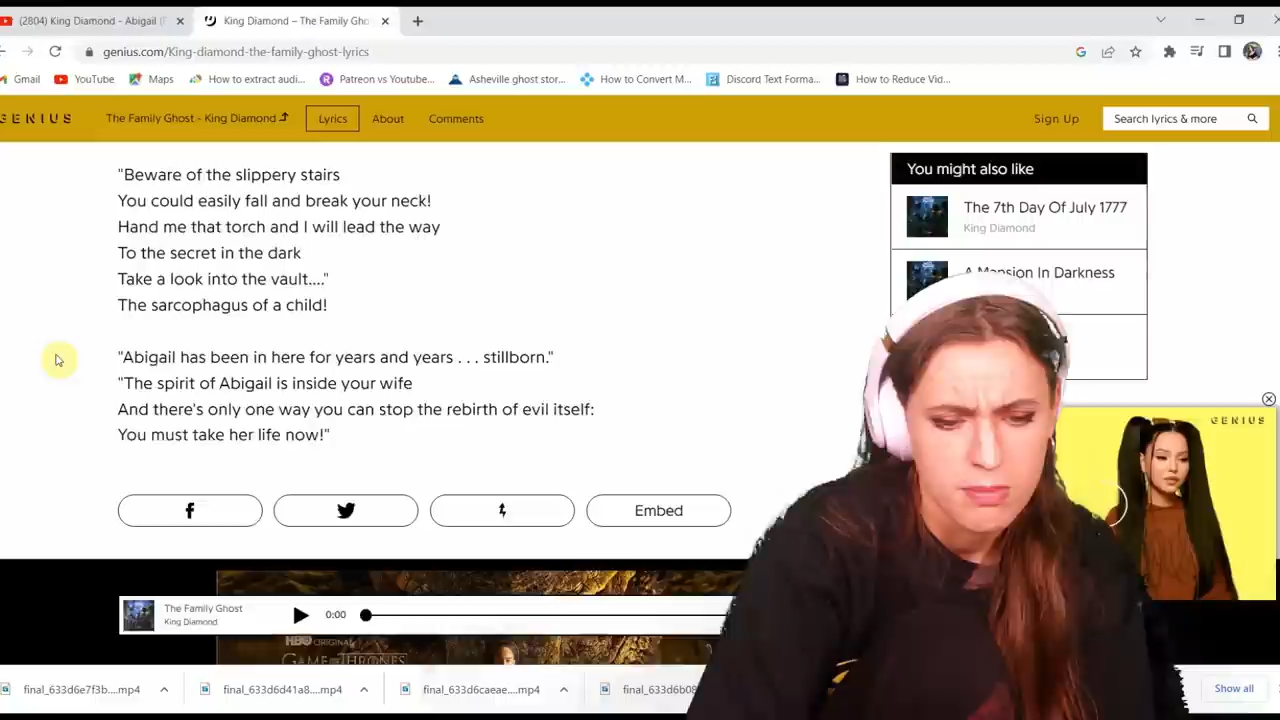 (2804) King Diamond - Abigail (F
King Diamond – The Family Gho
genius.com/King-diamond-the-family-ghost-lyrics
Gmail
YouTube
Maps
How to extract audi...
Patreon vs Youtube...
Asheville ghost stor...
How to Convert M...
Discord Text Forma...
How to Reduce Vid...
GENIUS
The Family Ghost - King Diamond
Lyrics
About
Comments
Sign Up
Search lyrics & more
"Beware of the slippery stairs
You could easily fall and break your neck!
Hand me that torch and I will lead the way
To the secret in the dark
Take a look into the vault...."
The sarcophagus of a child!
"Abigail has been in here for years and years . . . stillborn."
"The spirit of Abigail is inside your wife
And there's only one way you can stop the rebirth of evil itself:
You must take her life now!"
You might also like
The 7th Day Of July 1777
King Diamond
A Mansion In Darkness
GENIUS
Embed
The Family Ghost
King Diamond
0:00
HBO ORIGINAL
GAME OF THRONES
final_633d6e7f3b....mp4
final_633d6d41a8....mp4
final_633d6caeae....mp4
final_633d6b08
Show all